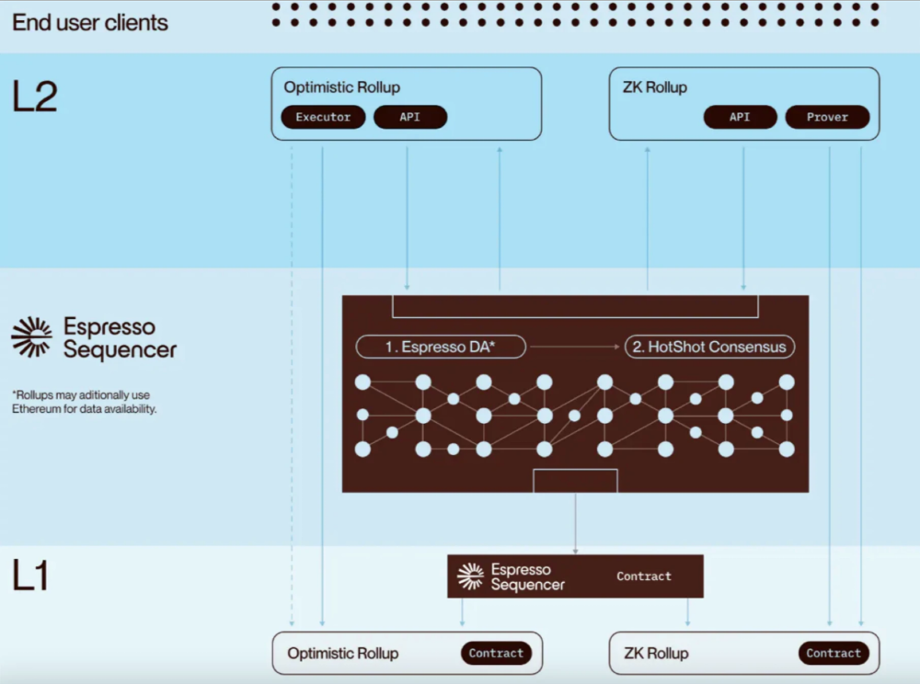 End user clients
L2
Optimistic Rollup
Executor
API
ZK Rollup
API
Prover
Espresso
Sequencer
*Rollups may aditionally use
Ethereum for data availability.
1. Espresso DA*
2. HotShot Consensus
L1
Espresso
Sequencer
Contract
Optimistic Rollup
Contract
ZK Rollup
Contract